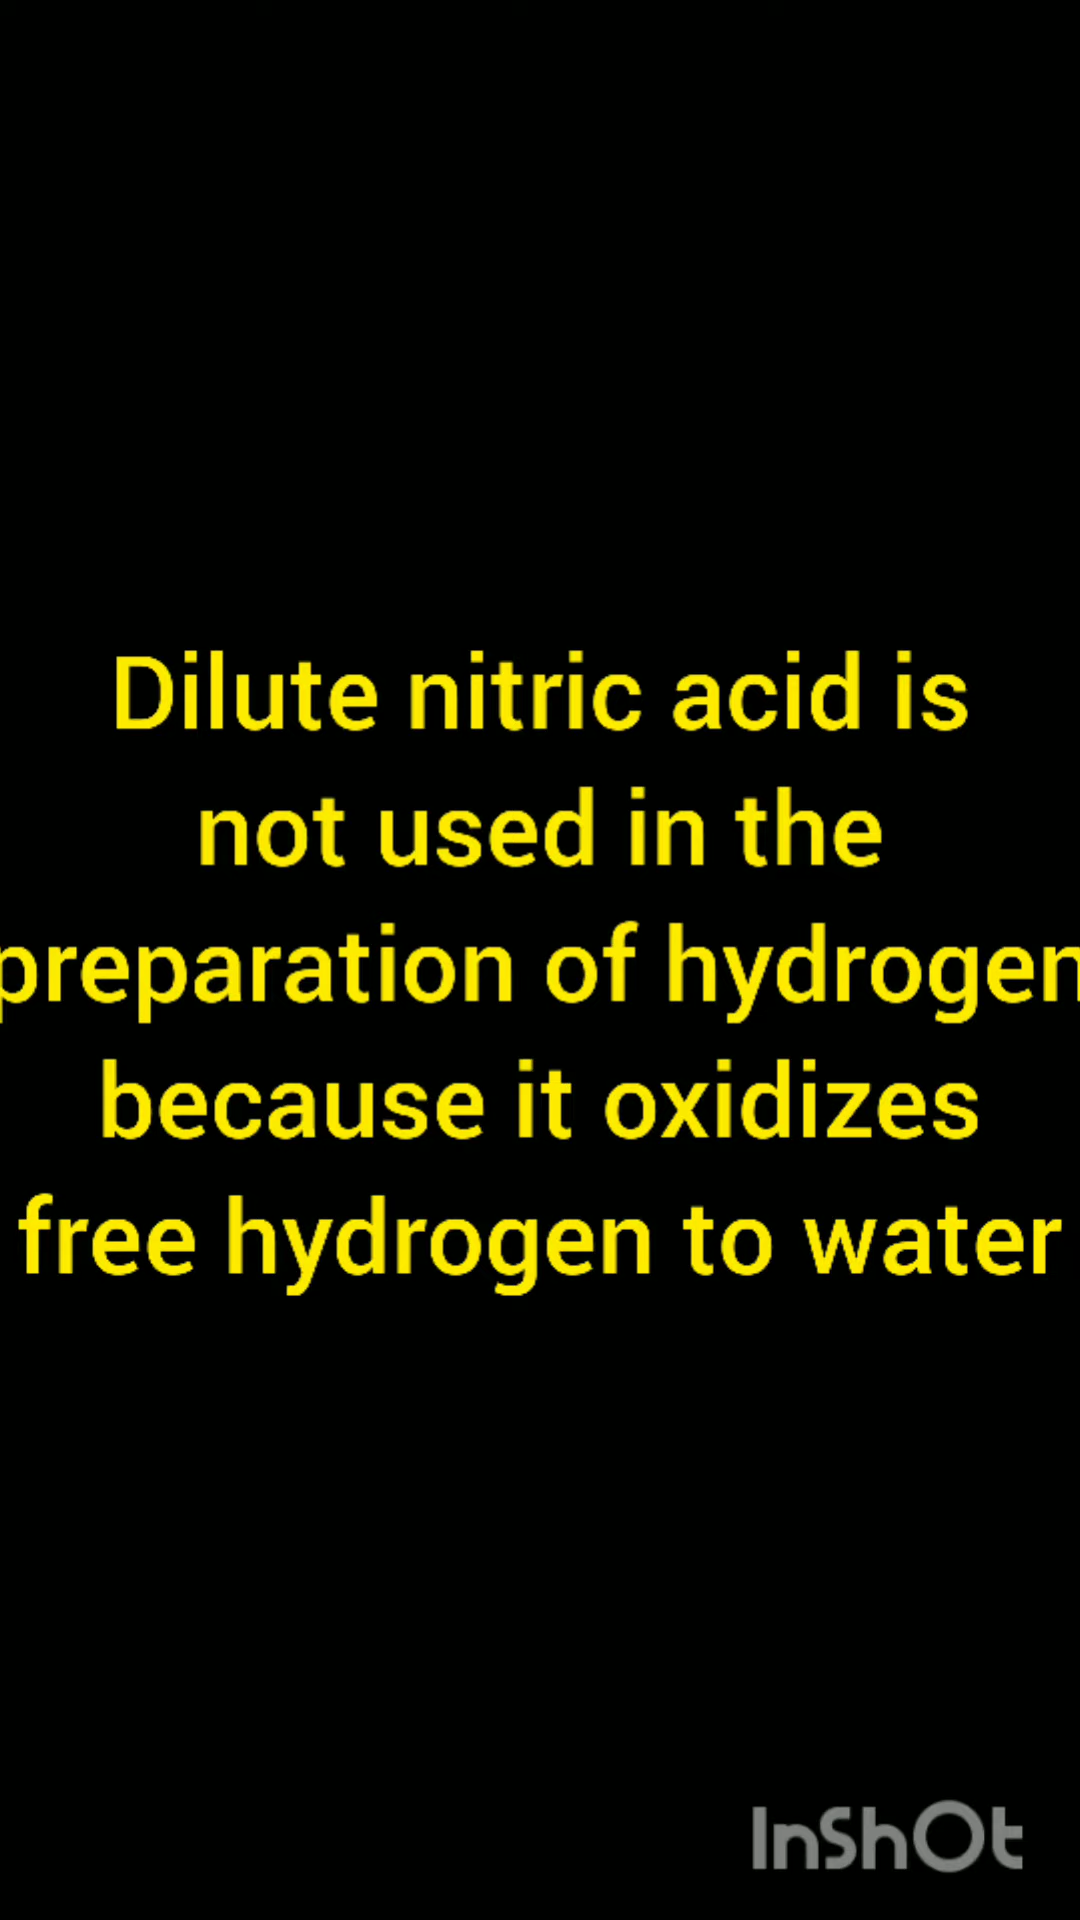 Dilute nitric acid is
not used in the
preparation of hydrogen
because it oxidizes
free hydrogen to water
InShOt